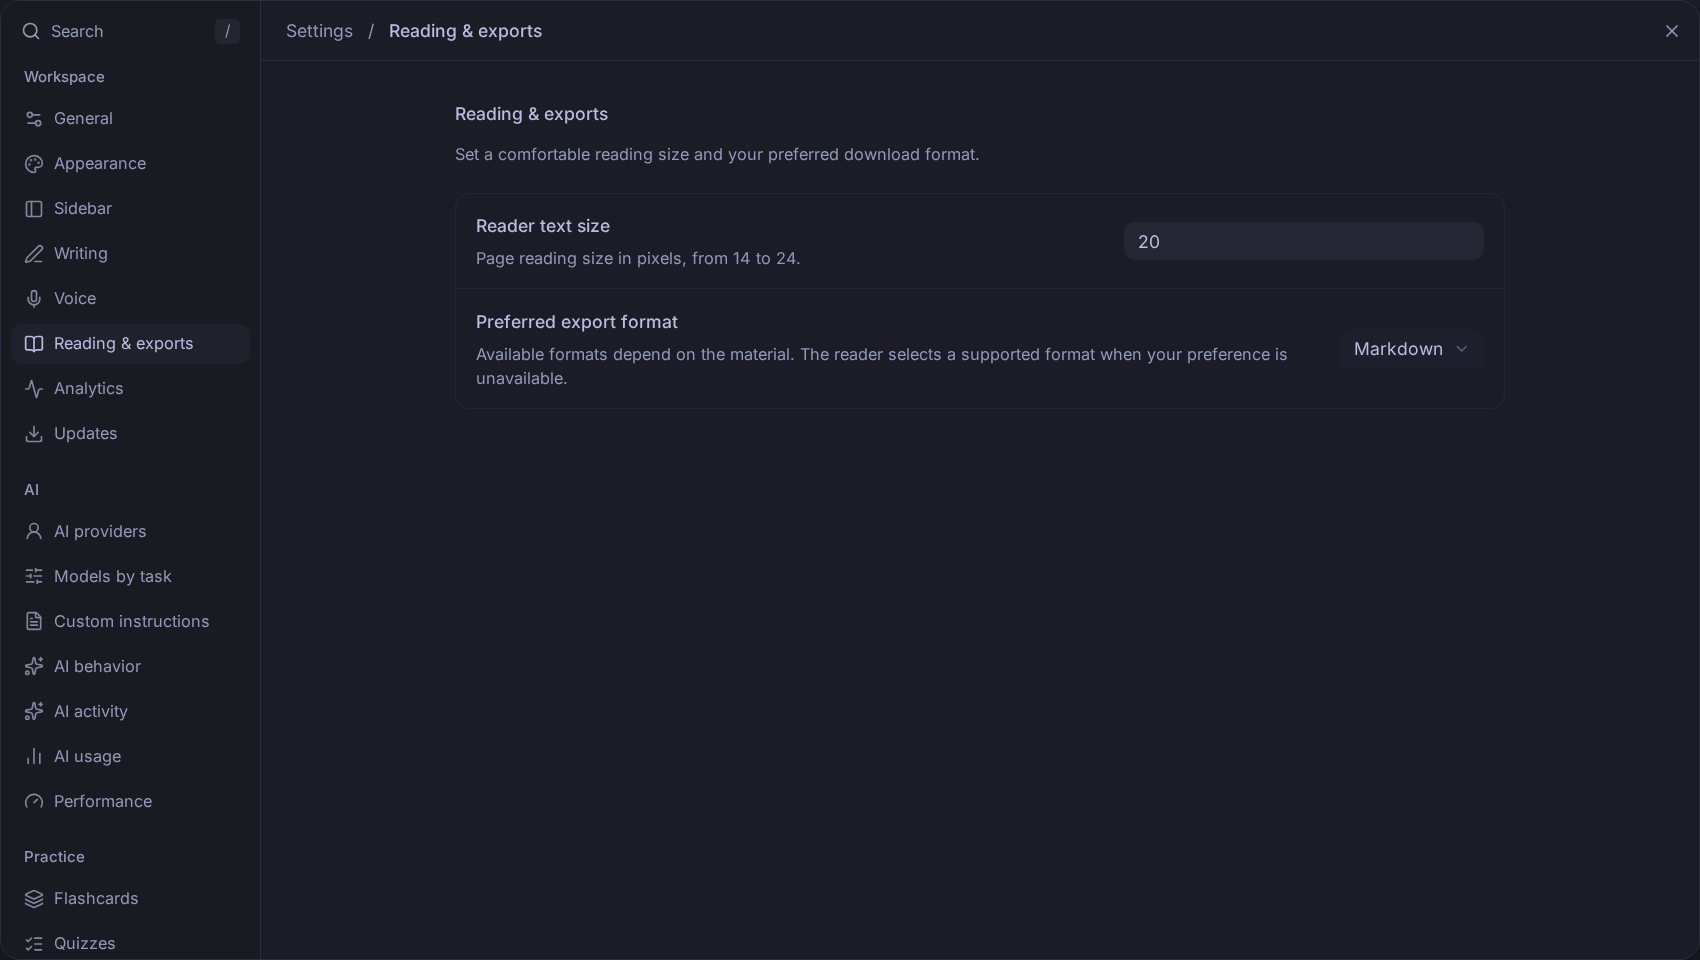 Search /
Workspace
General
Appearance
Sidebar
Writing
Voice
Reading & exports
Analytics
Updates
AI
AI providers
Models by task
Custom instructions
AI behavior
AI activity
AI usage
Performance
Practice
Flashcards
Quizzes
Settings / Reading & exports
Reading & exports
Set a comfortable reading size and your preferred download format.
Reader text size
Page reading size in pixels, from 14 to 24.
20
Preferred export format
Available formats depend on the material. The reader selects a supported format when your preference is
unavailable.
Markdown